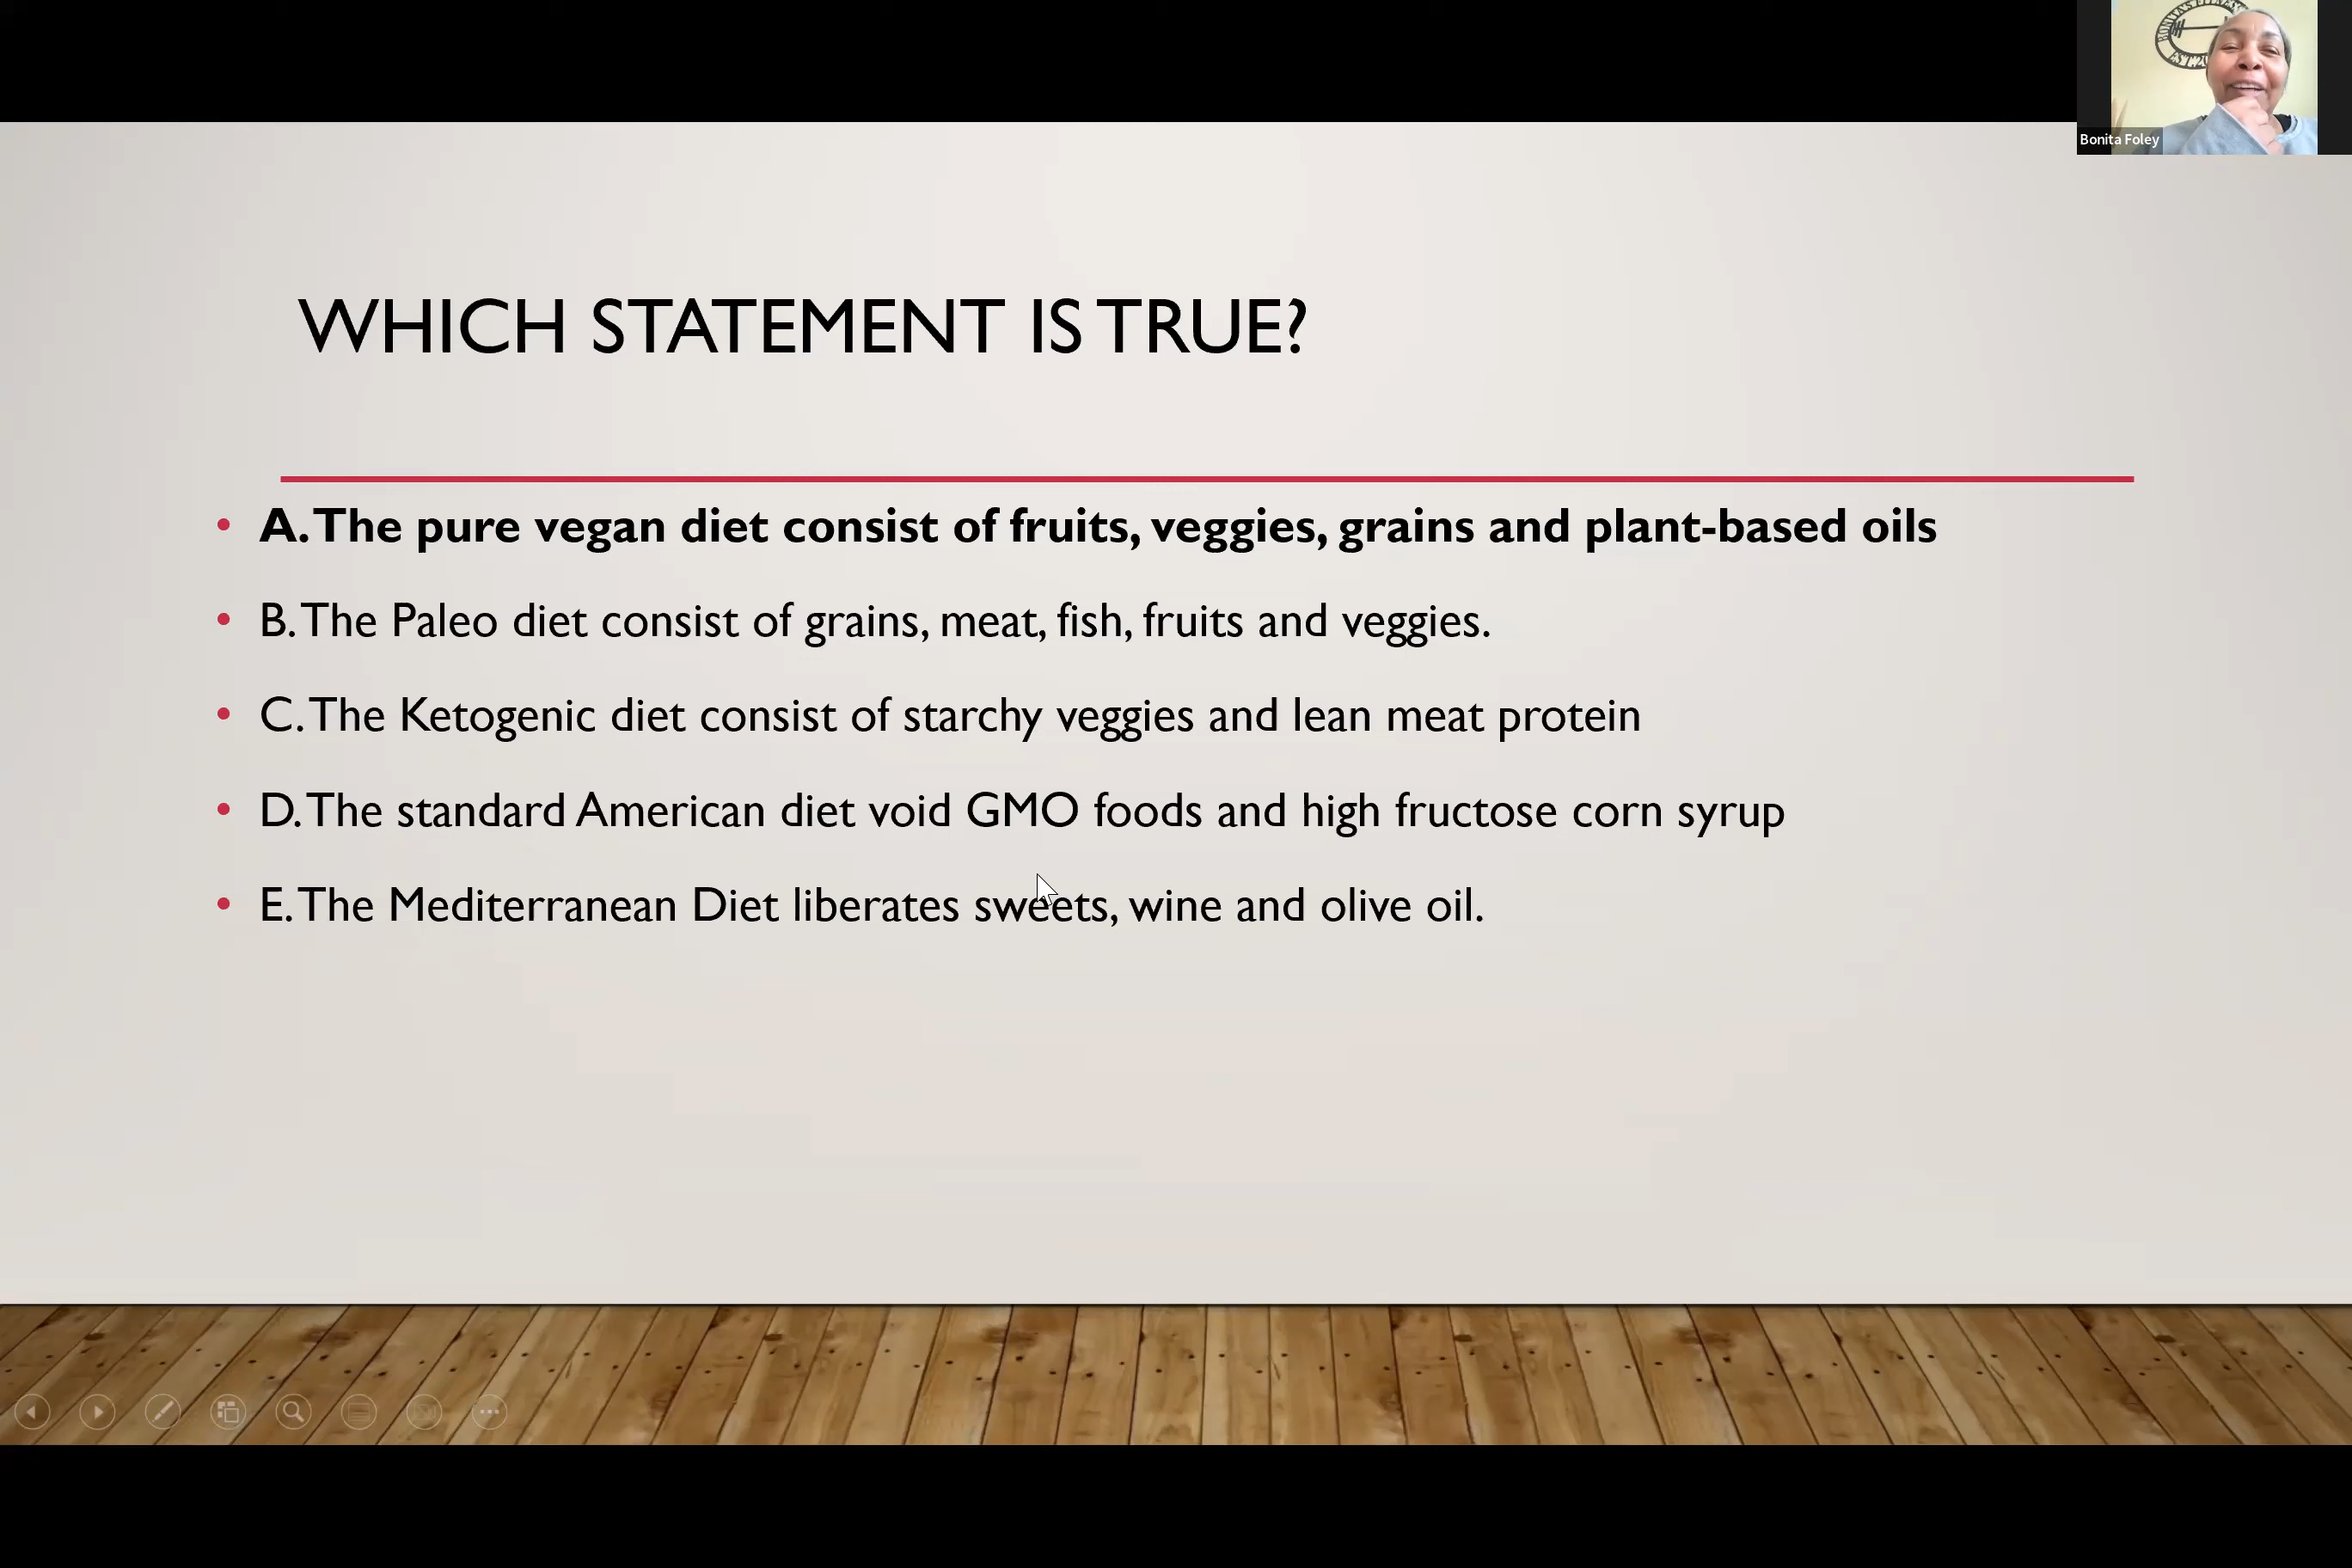 Bonita Foley
WHICH STATEMENT IS TRUE?
• A. The pure vegan diet consist of fruits, veggies, grains and plant-based oils
• B. The Paleo diet consist of grains, meat, fish, fruits and veggies.
• C. The Ketogenic diet consist of starchy veggies and lean meat protein
• D. The standard American diet void GMO foods and high fructose corn syrup
• E. The Mediterranean Diet liberates sweets, wine and olive oil.